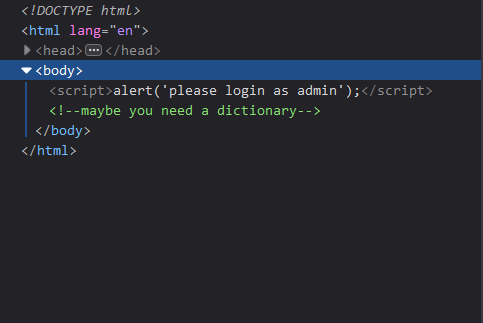 <!DOCTYPE html>
<html lang="en">
<head>···</head>
<body>
<script>alert('please login as admin');</script>
<!--maybe you need a dictionary-->
</body>
</html>